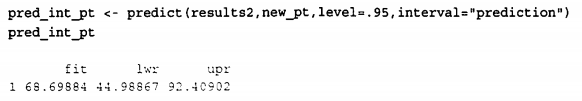 pred_int_pt <- predict(results2,new_pt,level=.95,interval="prediction")
pred_int_pt
fit lwr upr
1 68.69884 44.98867 92.40902